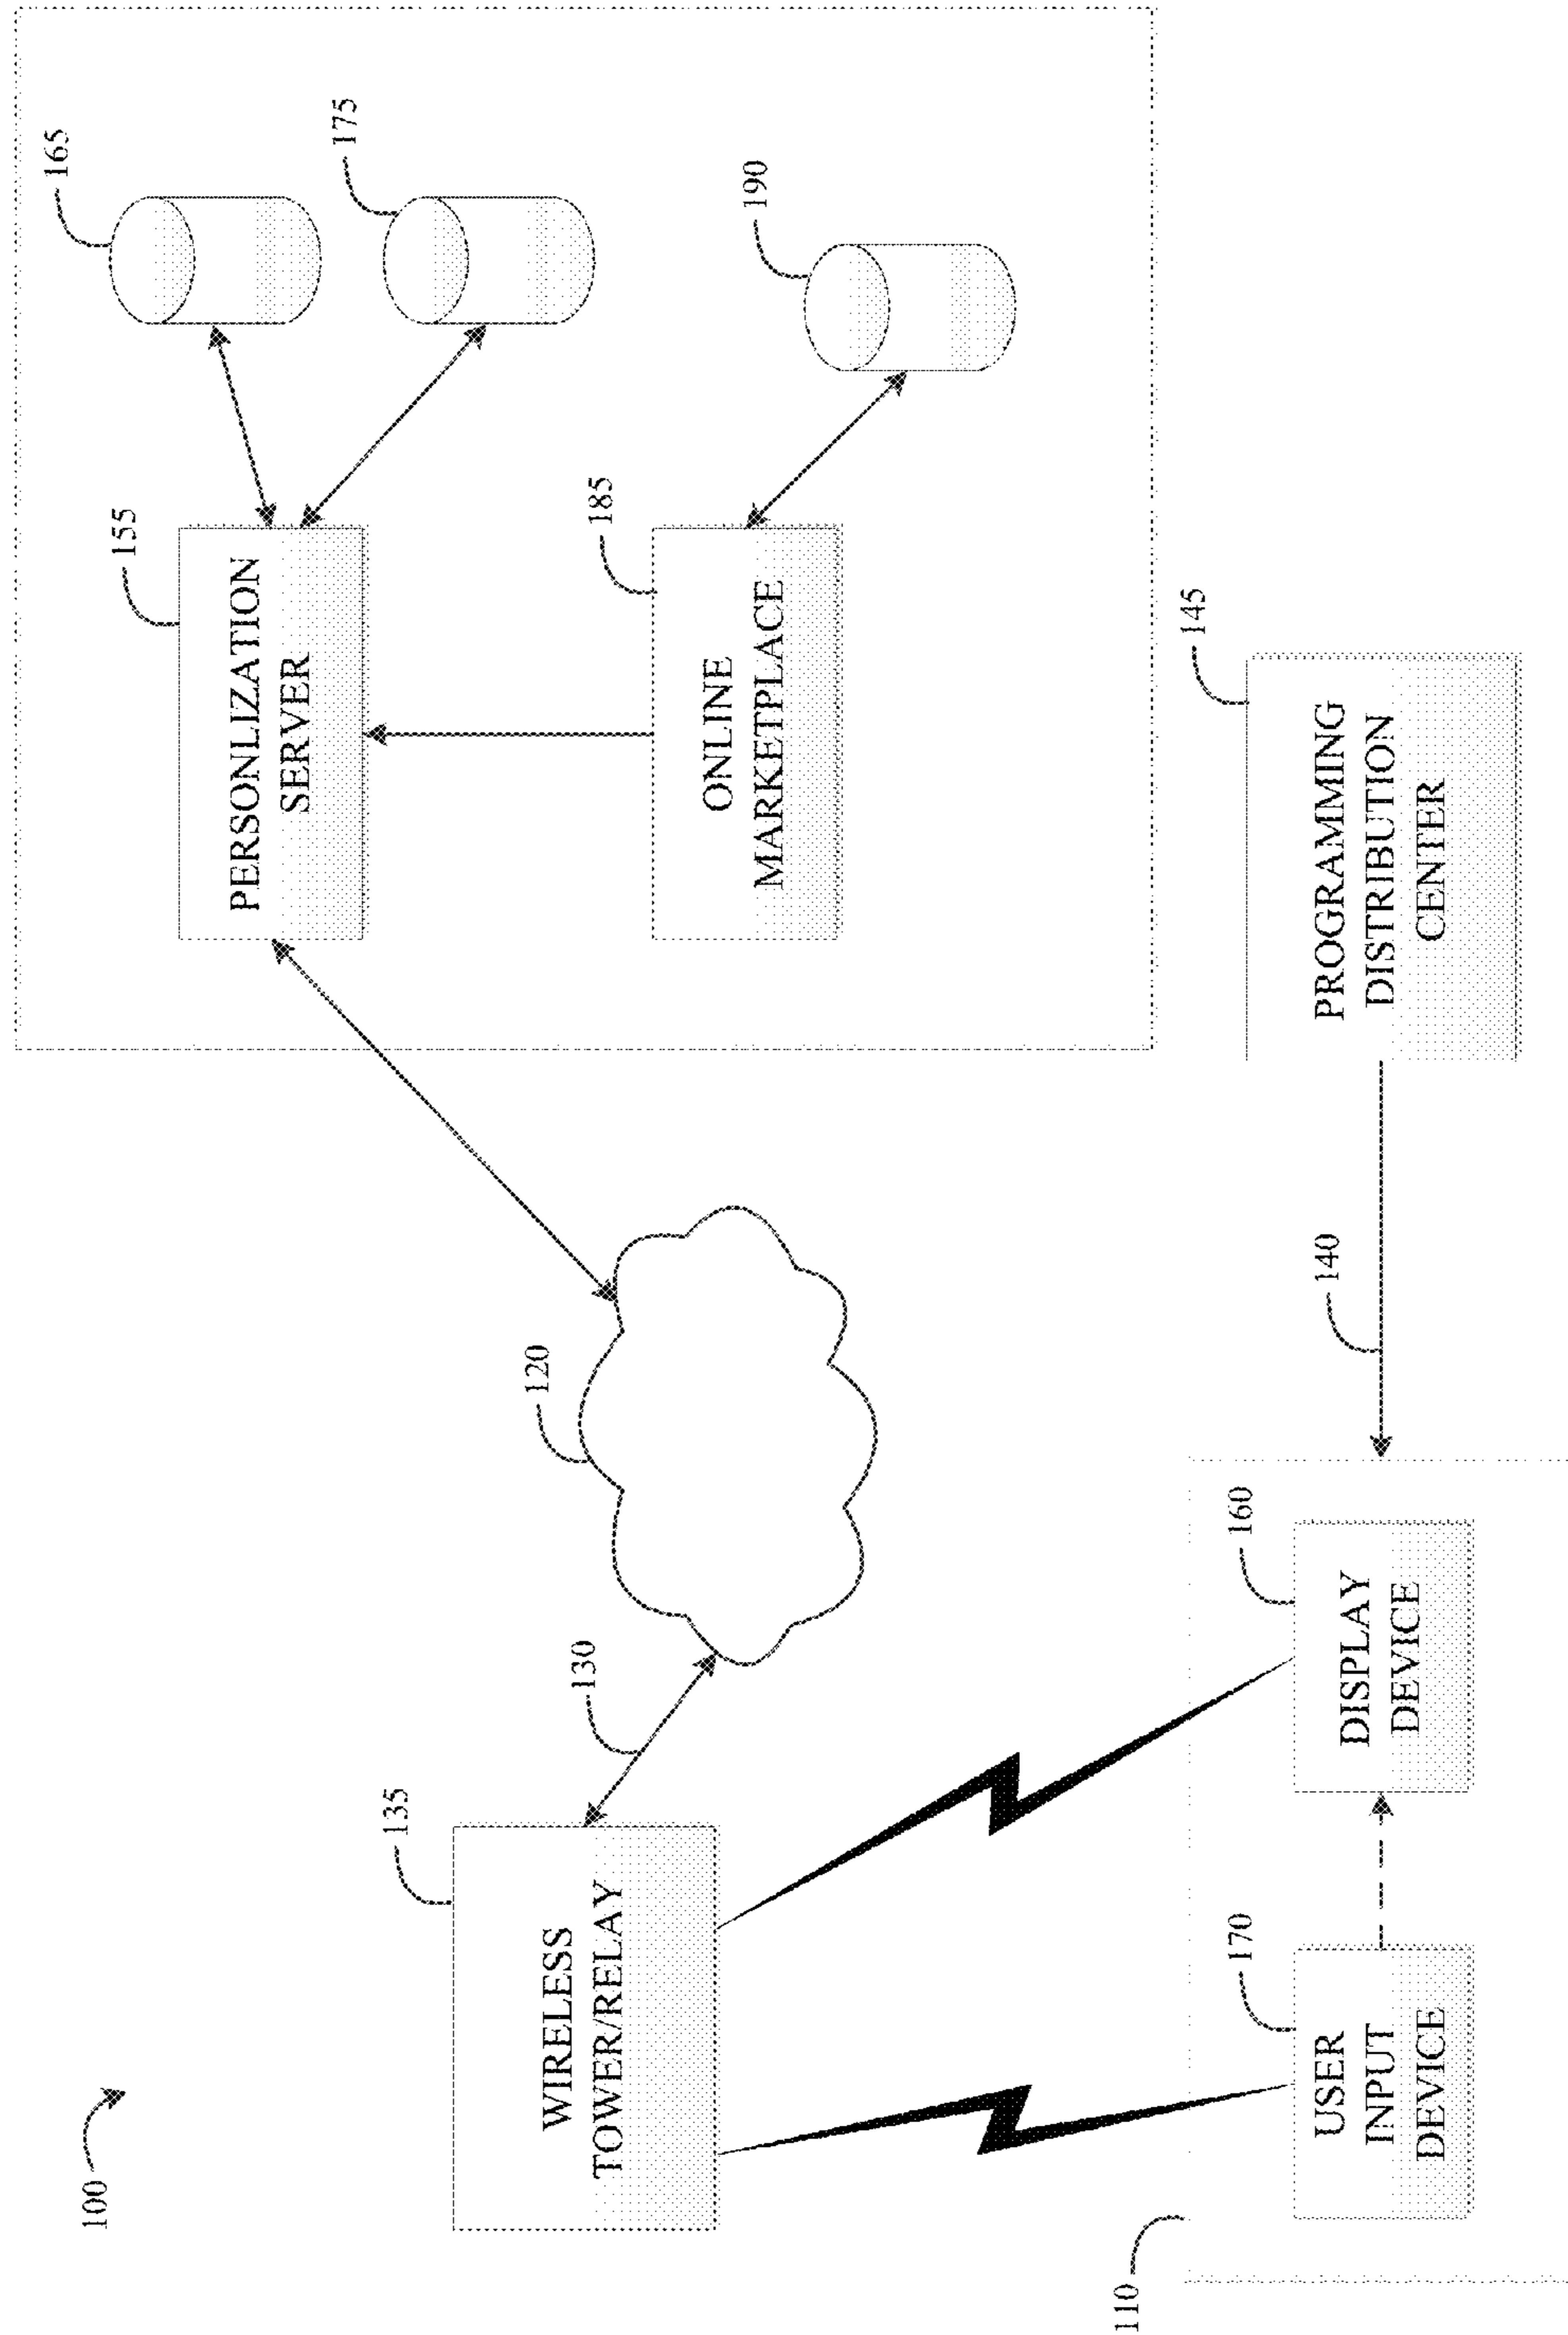 100
135
WIRELESS
TOWER/RELAY
130
120
155
PERSONLIZATION
SERVER
165
175
185
ONLINE
MARKETPLACE
190
110
170
USER
INPUT
DEVICE
160
DISPLAY
DEVICE
140
145
PROGRAMMING
DISTRIBUTION
CENTER